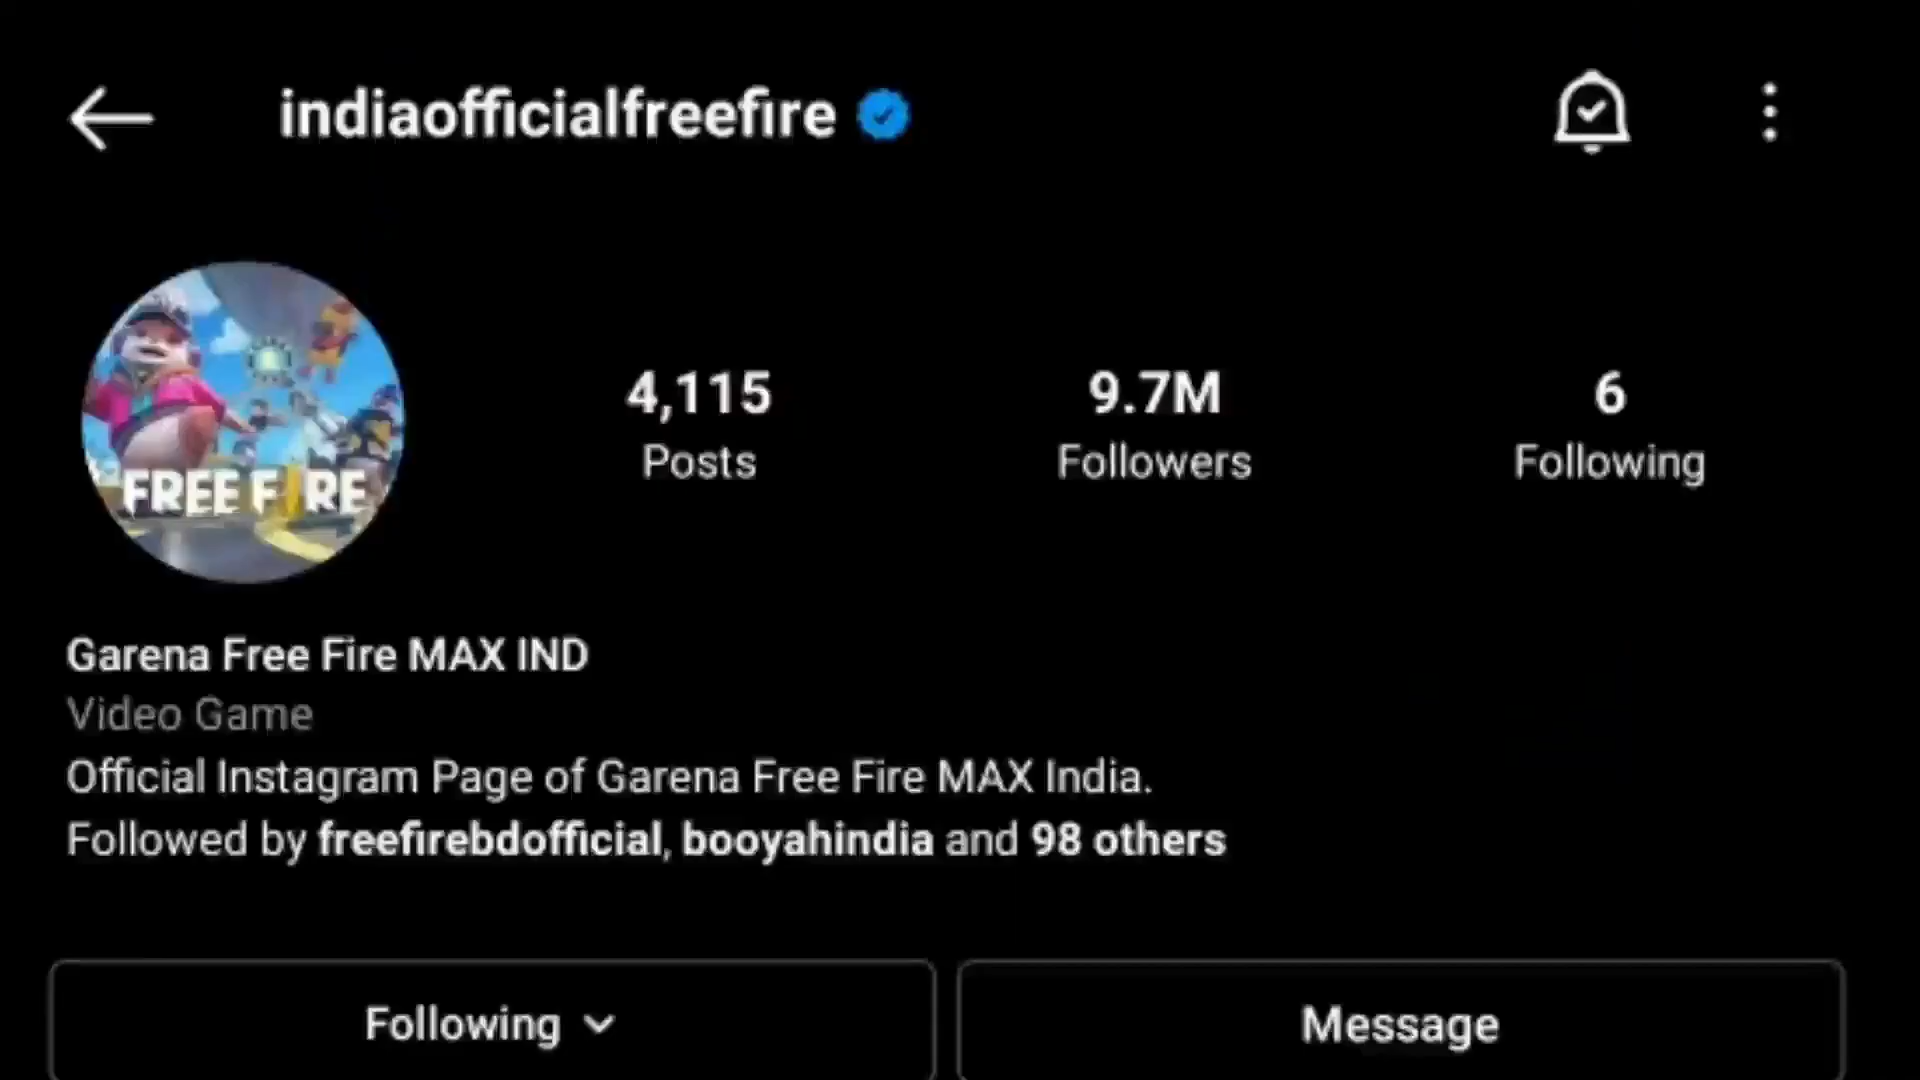 indiaofficialfreefire
FREE FIRE
4,115
Posts
9.7M
Followers
6
Following
Garena Free Fire MAX IND
Video Game
Official Instagram Page of Garena Free Fire MAX India.
Followed by freefirebdofficial, booyahindia and 98 others
Following
Message